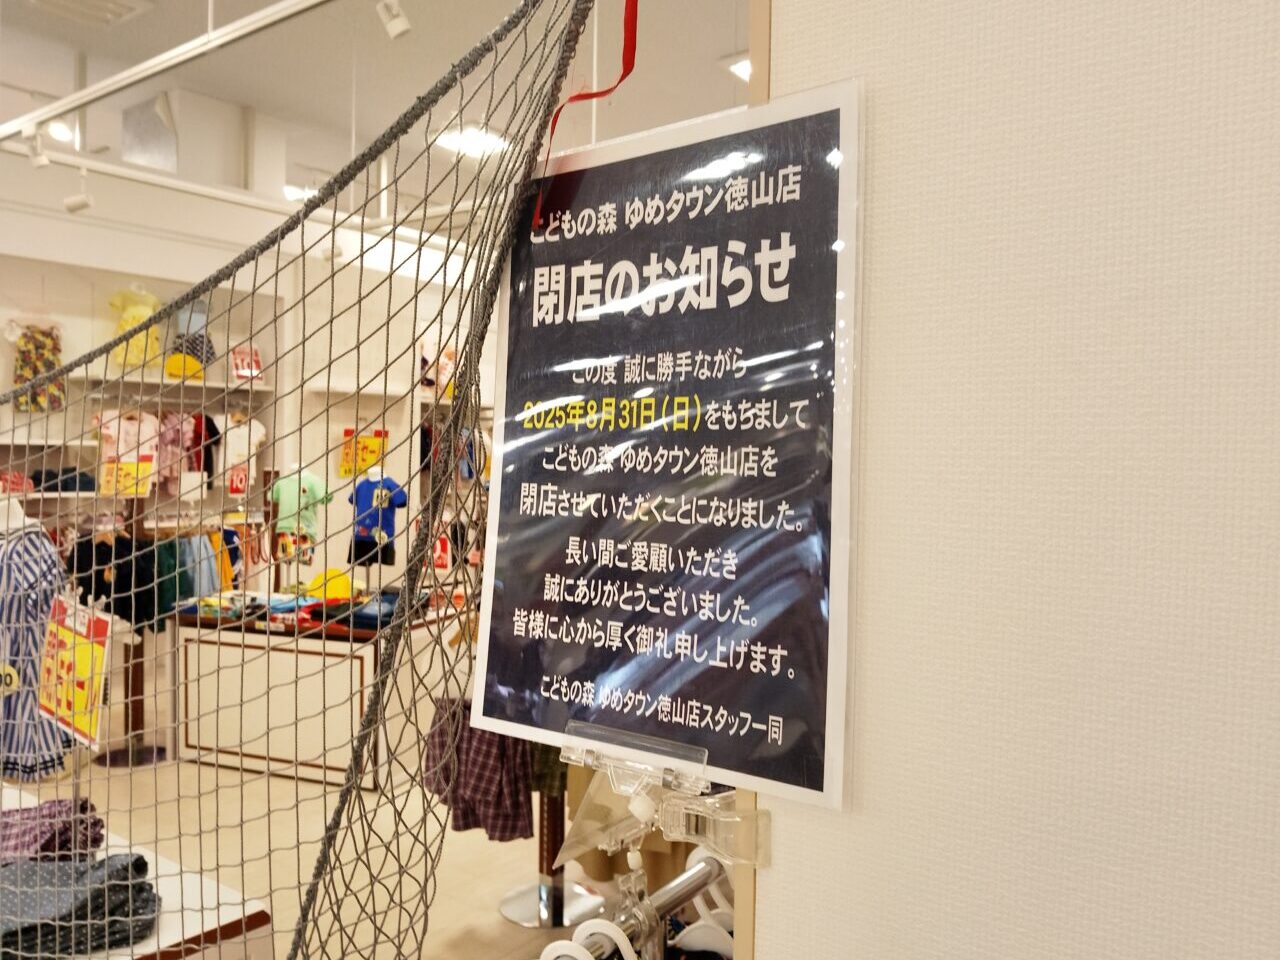 こどもの森 ゆめタウン徳山店
閉店のお知らせ
この度 誠に勝手ながら
2025年8月31日(日)をもちまして
こどもの森 ゆめタウン徳山店を
閉店させていただくことになりました。
長い間ご愛顧いただき
誠にありがとうございました。
皆様に心から厚く御礼申し上げます。
こどもの森 ゆめタウン徳山店スタッフ一同